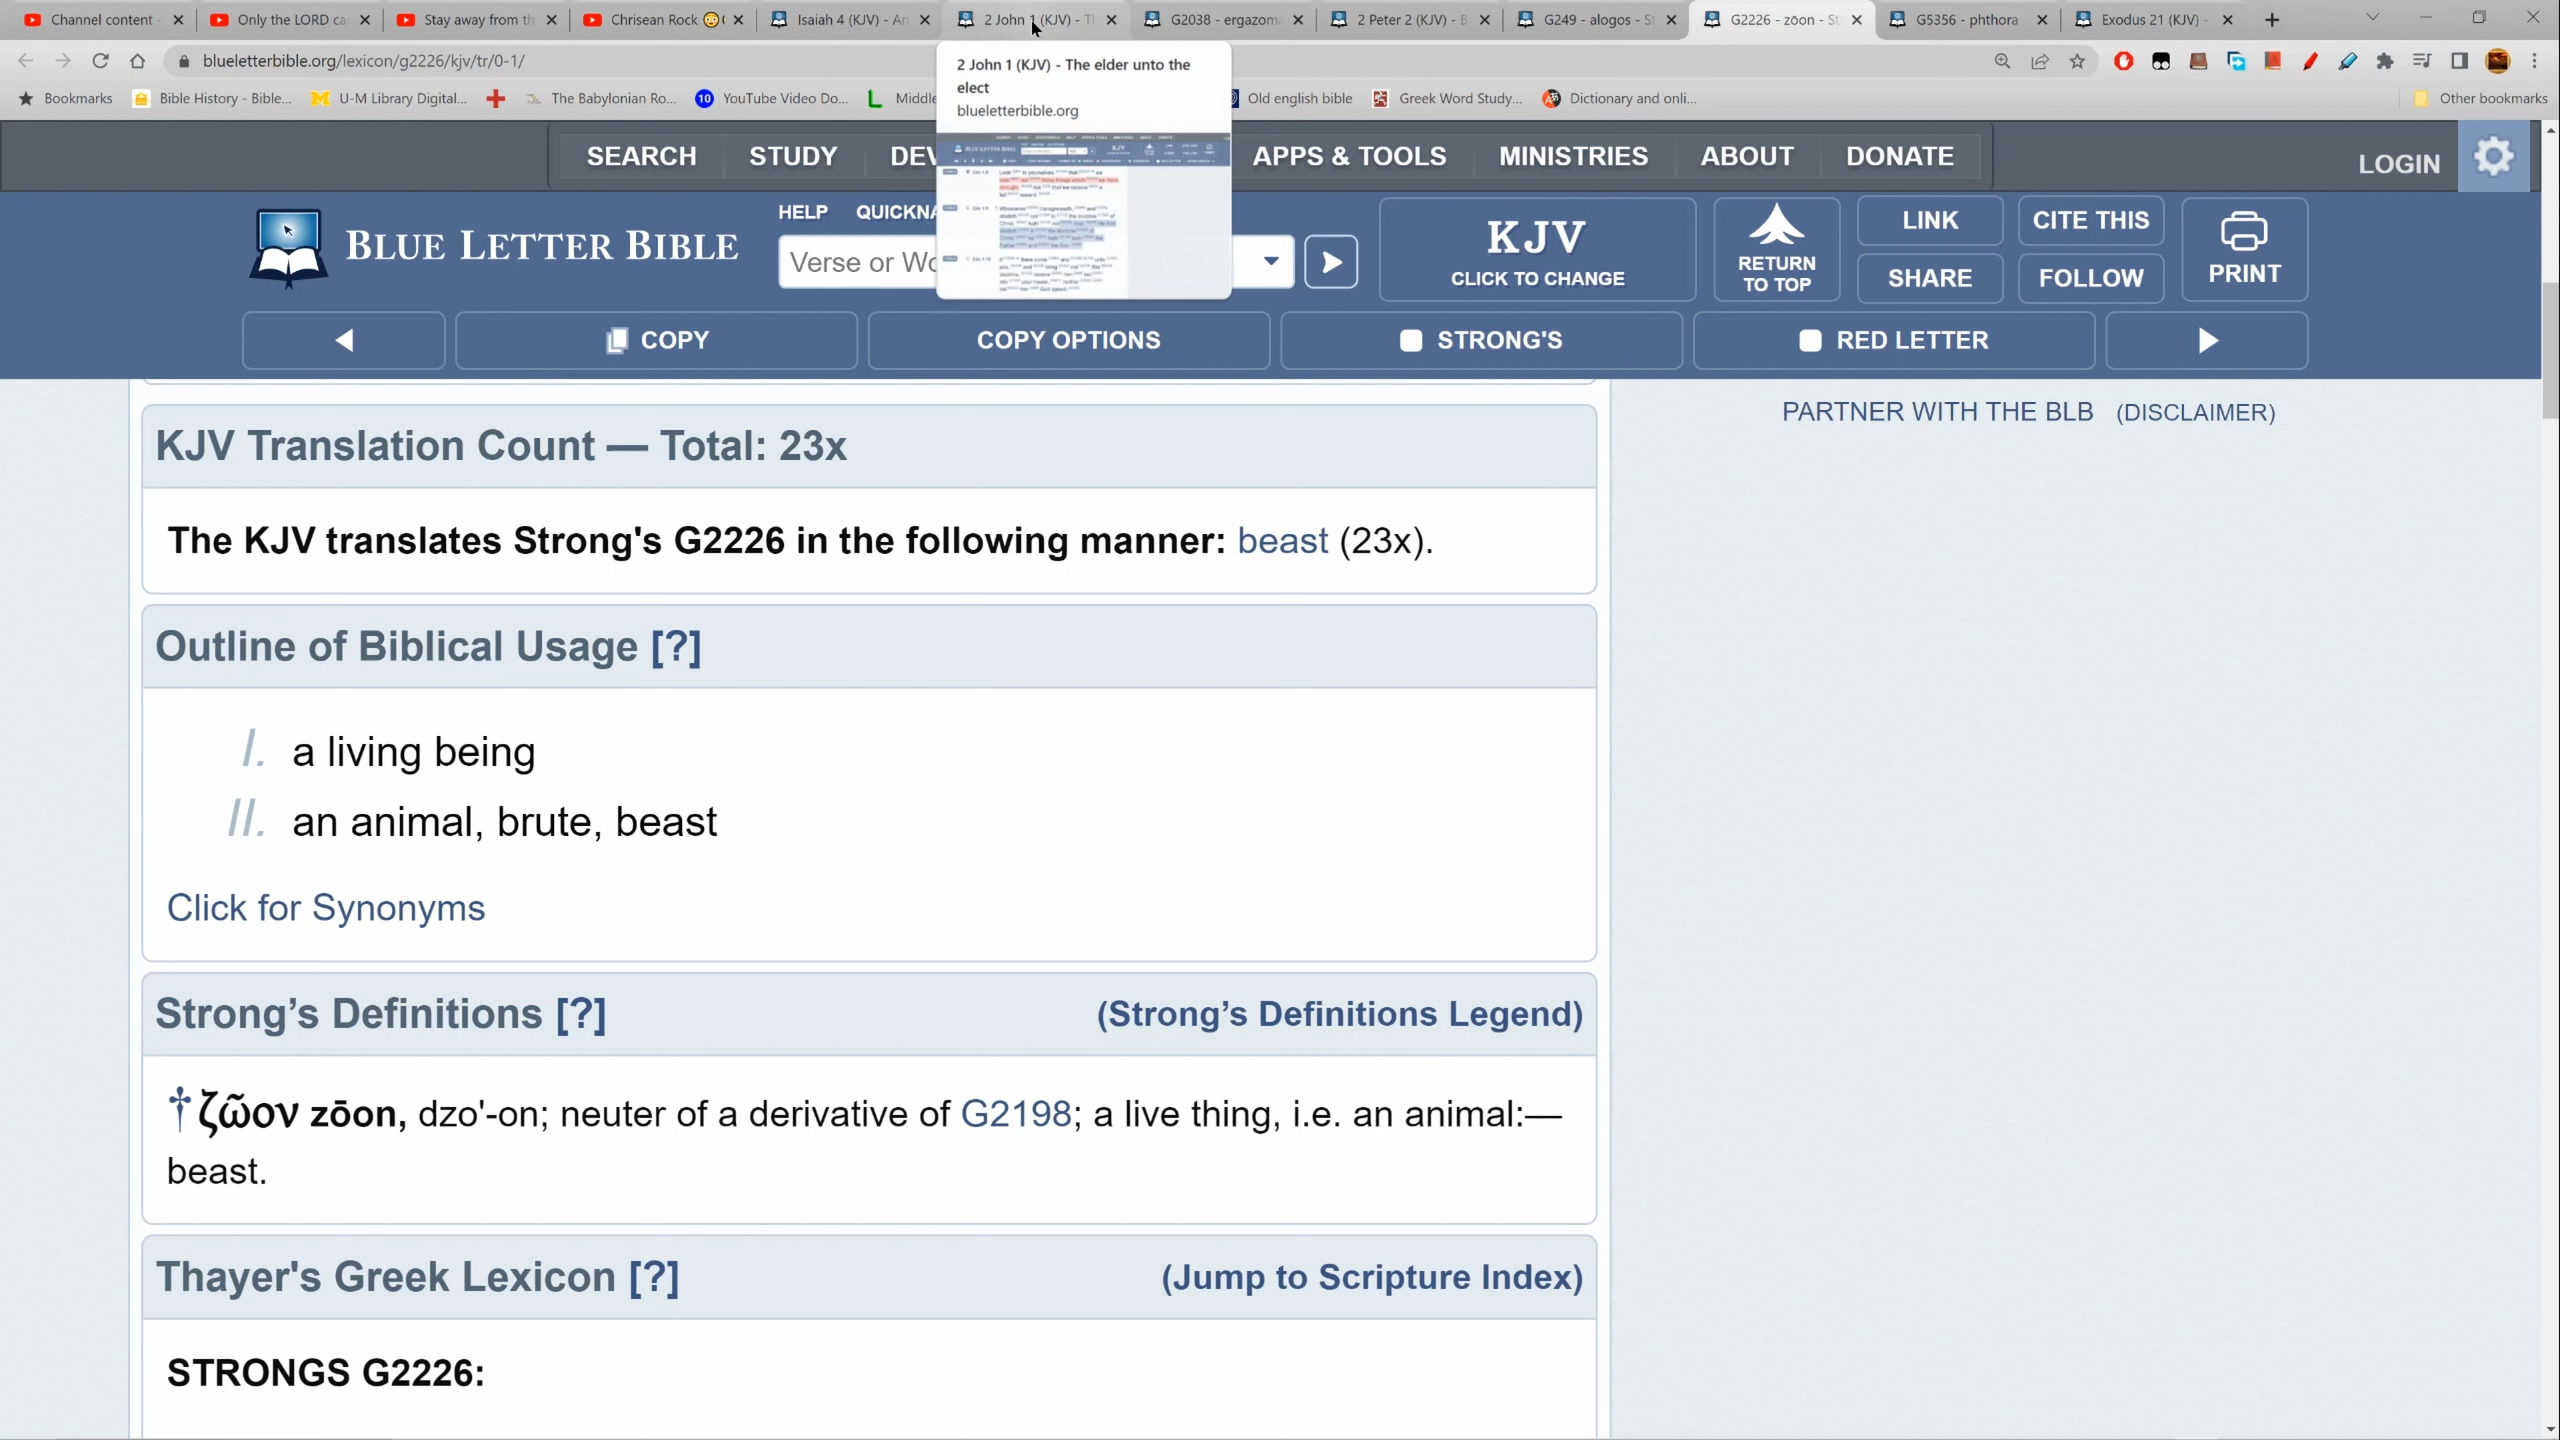 Channel content -
Only the LORD ca
Stay away from th
Chrisean Rock
Isaiah 4 (KJV) - An
2 John 1 (KJV) - Th
G2038 - ergazoma
2 Peter 2 (KJV) - B
G249 - alogos - St
G2226 - zōon - St
G5356 - phthora
Exodus 21 (KJV) -
blueletterbible.org/lexicon/g2226/kjv/tr/0-1/
Bookmarks
Bible History - Bible...
U-M Library Digital...
The Babylonian Ro...
10
YouTube Video Do...
Middle
Old english bible
Greek Word Study...
Dictionary and onli...
Other bookmarks
2 John 1 (KJV) - The elder unto the
elect
blueletterbible.org
SEARCH
STUDY
DEV
APPS & TOOLS
MINISTRIES
ABOUT
DONATE
LOGIN
BLUE LETTER BIBLE
HELP
QUICKNA
Verse or Wo
KJV
CLICK TO CHANGE
RETURN
TO TOP
LINK
CITE THIS
SHARE
FOLLOW
PRINT
COPY
COPY OPTIONS
STRONG'S
RED LETTER
PARTNER WITH THE BLB (DISCLAIMER)
KJV Translation Count — Total: 23x
The KJV translates Strong's G2226 in the following manner: beast (23x).
Outline of Biblical Usage [?]
I. a living being
II. an animal, brute, beast
Click for Synonyms
Strong's Definitions [?]
(Strong's Definitions Legend)
†ζῶον zōon, dzo'-on; neuter of a derivative of G2198; a live thing, i.e. an animal:—
beast.
Thayer's Greek Lexicon [?]
(Jump to Scripture Index)
STRONGS G2226: